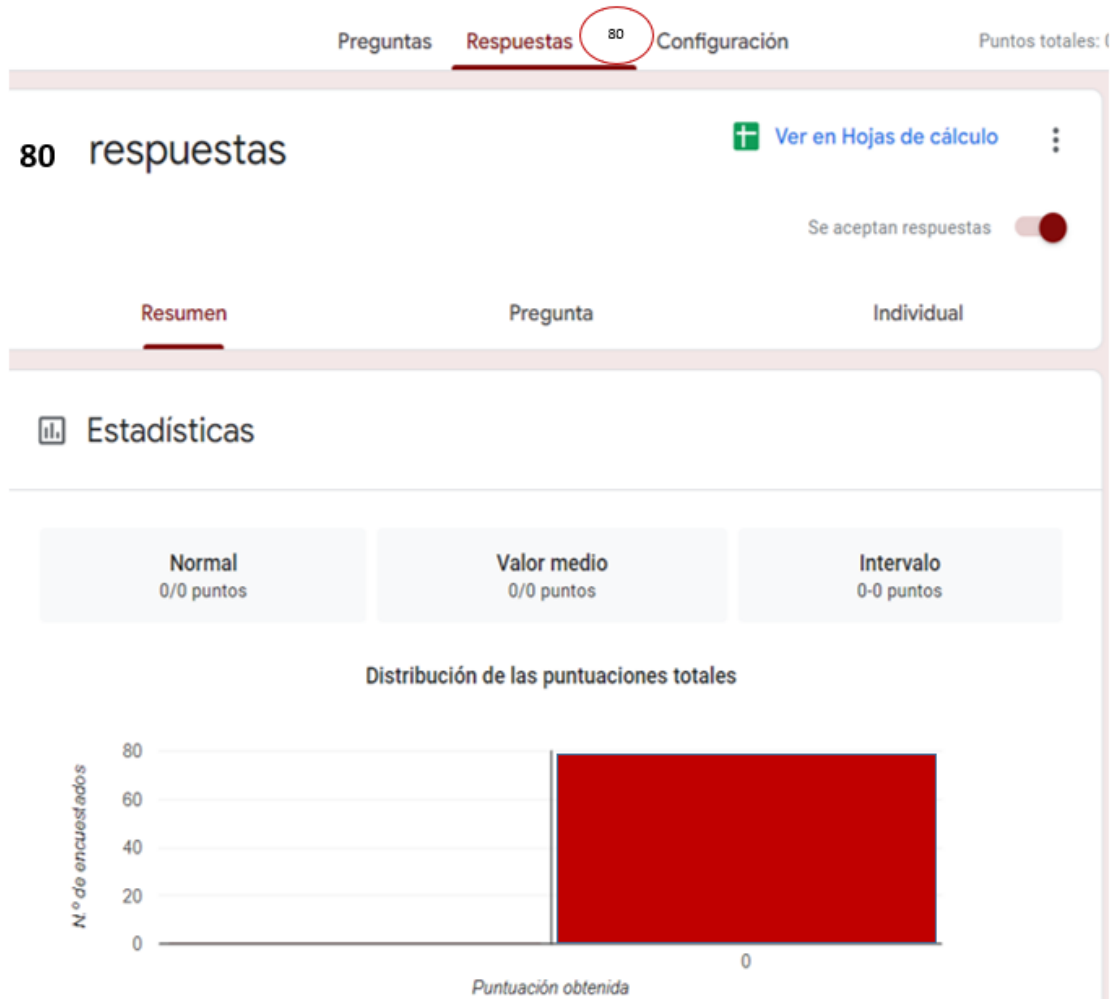 Preguntas Respuestas 80 Configuración Puntos totales: 0
80 respuestas
Ver en Hojas de cálculo
Se aceptan respuestas
Resumen Pregunta Individual
Estadísticas
Normal Valor medio Intervalo
0/0 puntos 0/0 puntos 0-0 puntos
Distribución de las puntuaciones totales
N.º de encuestados
80
60
40
20
0
0
Puntuación obtenida